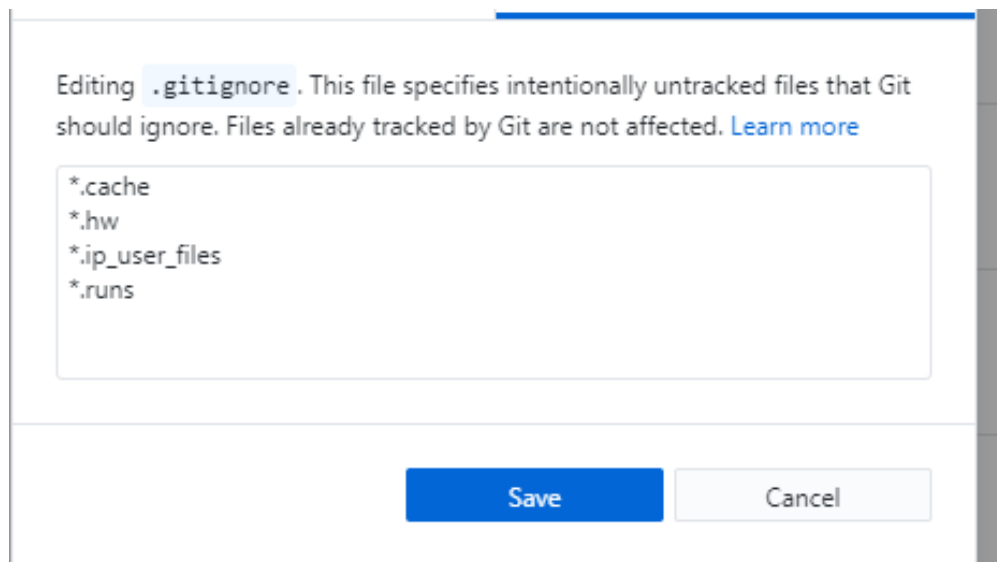 Editing .gitignore. This file specifies intentionally untracked files that Git
should ignore. Files already tracked by Git are not affected. Learn more
*.cache
*.hw
*.ip_user_files
*.runs
Save Cancel